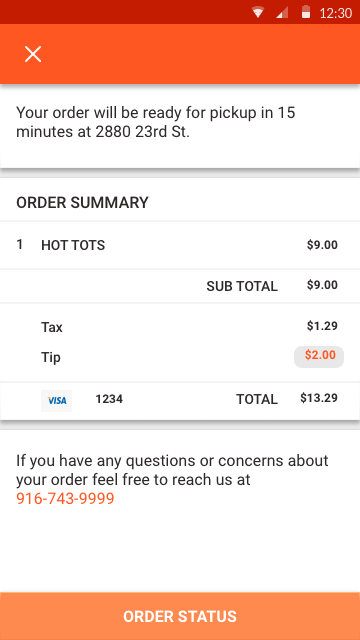 12:30
Your order will be ready for pickup in 15
minutes at 2880 23rd St.
ORDER SUMMARY
1 HOT TOTS $9.00
SUB TOTAL $9.00
Tax $1.29
Tip $2.00
VISA 1234 TOTAL $13.29
If you have any questions or concerns about
your order feel free to reach us at
916-743-9999
ORDER STATUS